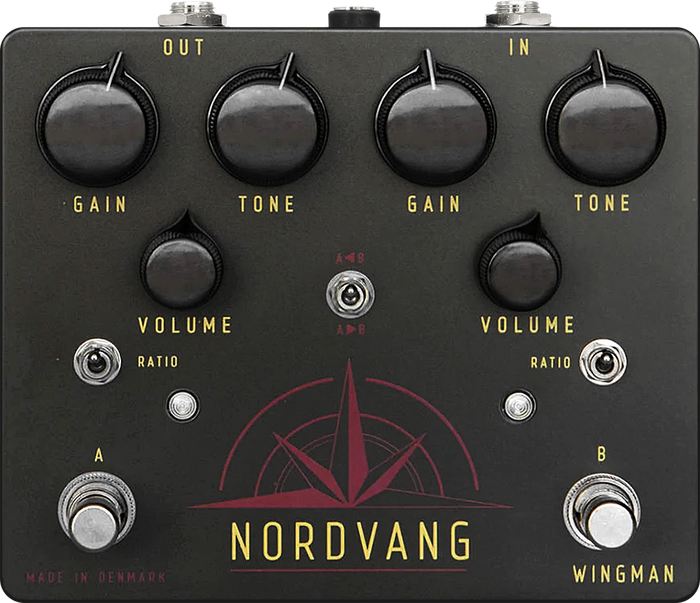 OUT IN
GAIN TONE GAIN TONE
A◀B
VOLUME A▶B VOLUME
RATIO RATIO
A B
NORDVANG
MADE IN DENMARK WINGMAN